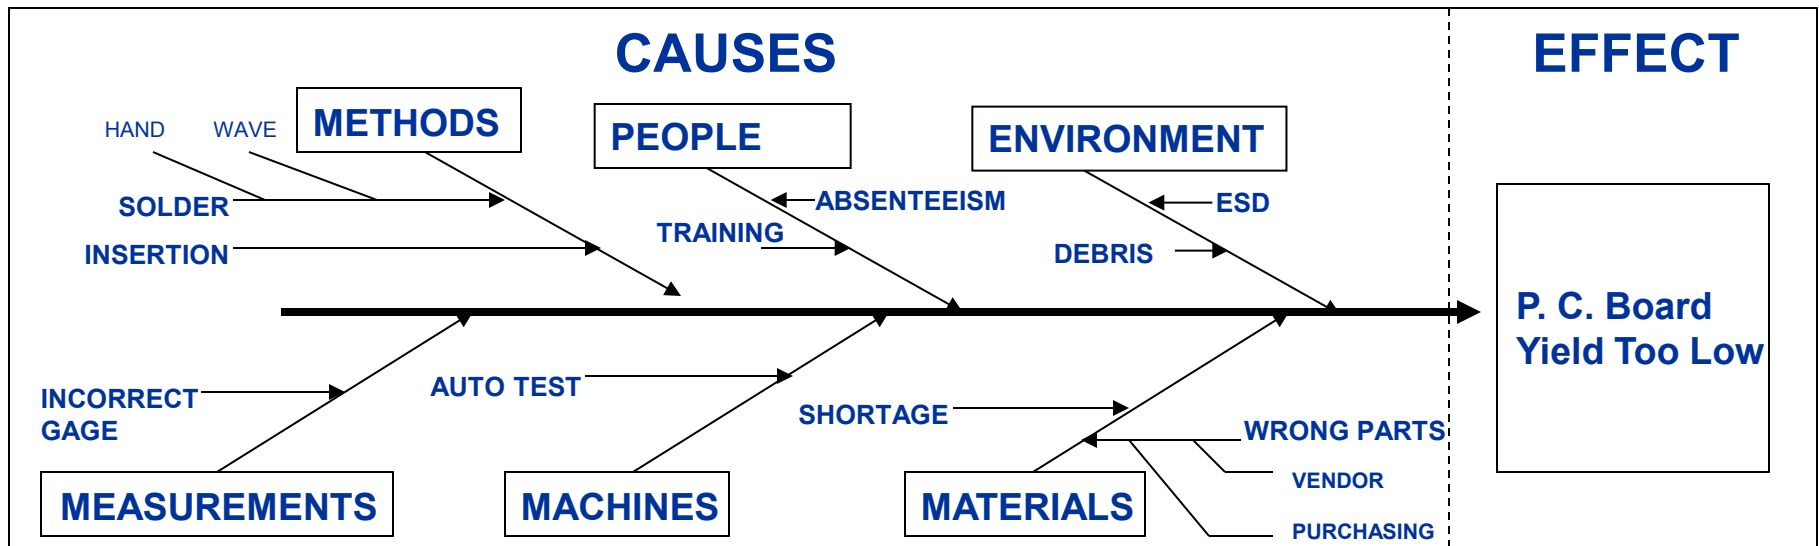 CAUSES
EFFECT
METHODS
PEOPLE
ENVIRONMENT
HAND
WAVE
SOLDER
INSERTION
ABSENTEEISM
TRAINING
ESD
DEBRIS
P. C. Board
Yield Too Low
INCORRECT
GAGE
AUTO TEST
SHORTAGE
WRONG PARTS
VENDOR
PURCHASING
MEASUREMENTS
MACHINES
MATERIALS